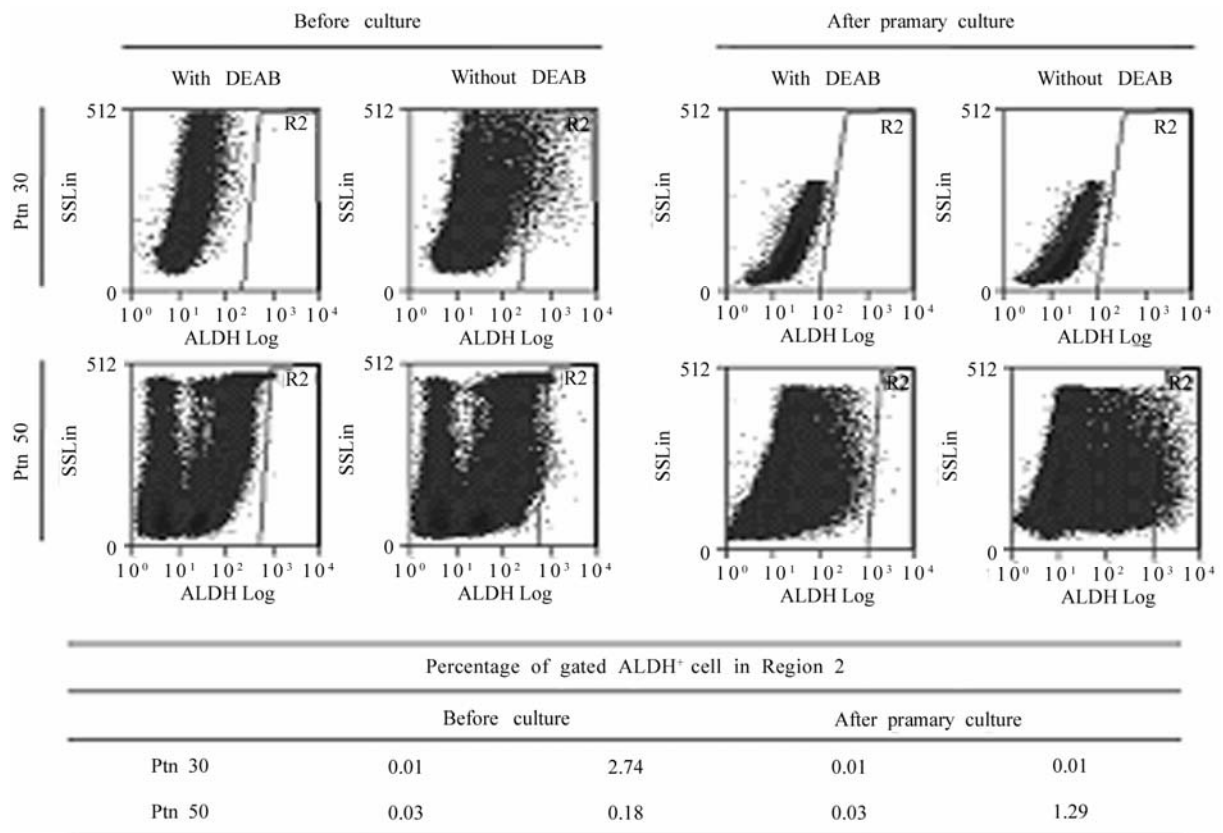 Before culture
After pramary culture
With DEAB
Without DEAB
With DEAB
Without DEAB
Ptn 30
512
R2
SSLin
0
10⁰ 10¹ 10² 10³ 10⁴
ALDH Log
512
R2
SSLin
0
10⁰ 10¹ 10² 10³ 10⁴
ALDH Log
512
R2
SSLin
0
10⁰ 10¹ 10² 10³ 10⁴
ALDH Log
512
R2
SSLin
0
10⁰ 10¹ 10² 10³ 10⁴
ALDH Log
Ptn 50
512
R2
SSLin
0
10⁰ 10¹ 10² 10³ 10⁴
ALDH Log
512
R2
SSLin
0
10⁰ 10¹ 10² 10³ 10⁴
ALDH Log
512
R2
SSLin
0
10⁰ 10¹ 10² 10³ 10⁴
ALDH Log
512
R2
SSLin
0
10⁰ 10¹ 10² 10³ 10⁴
ALDH Log
Percentage of gated ALDH⁺ cell in Region 2
Before culture After pramary culture
Ptn 30 0.01 2.74 0.01 0.01
Ptn 50 0.03 0.18 0.03 1.29